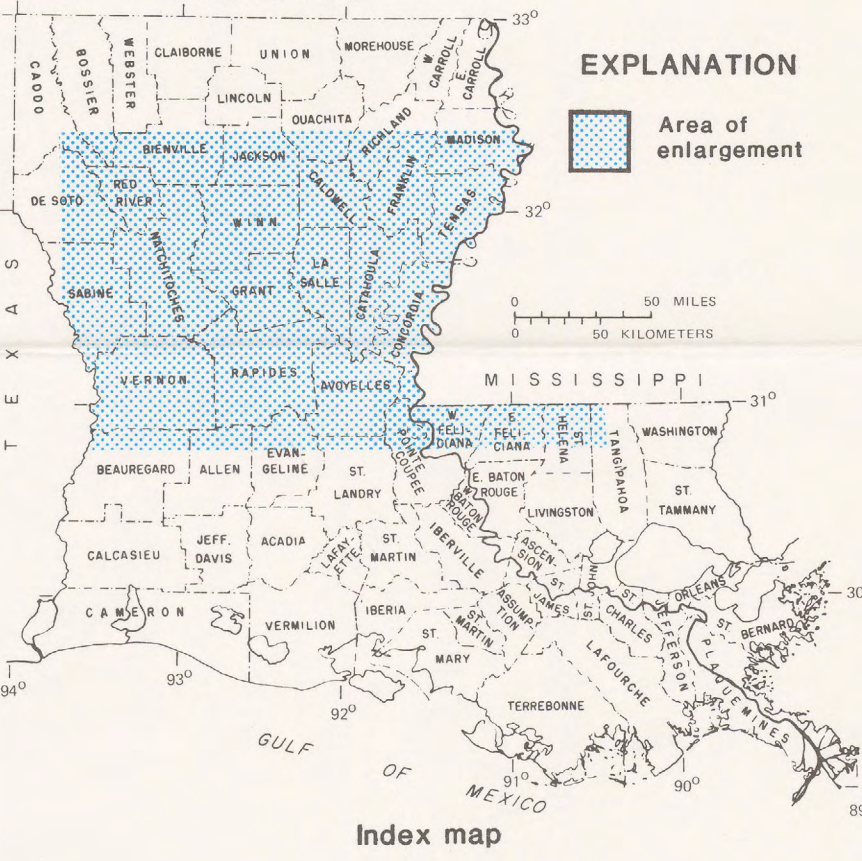 33°
CADDO
BOSSIER
WEBSTER
CLAIBORNE
UNION
MOREHOUSE
W. CARROLL
E. CARROLL
EXPLANATION
LINCOLN
OUACHITA
RICHLAND
MADISON
Area of
enlargement
BIENVILLE
JACKSON
DE SOTO
RED
RIVER
CALDWELL
FRANKLIN
TENSAS
32°
WINN
NATCHITOCHES
LA
SALLE
CATAHOULA
SABINE
GRANT
CONCORDIA
0 50 MILES
0 50 KILOMETERS
TEXAS
VERNON
RAPIDES
AVOYELLES
MISSISSIPPI
31°
W.
FELI-
CIANA
E.
FELI-
CIANA
ST.
HELENA
TANGIPAHOA
WASHINGTON
BEAUREGARD
ALLEN
EVAN-
GELINE
ST.
LANDRY
POINTE
COUPEE
E. BATON
ROUGE
W.
BATON
ROUGE
LIVINGSTON
ST.
TAMMANY
CALCASIEU
JEFF.
DAVIS
ACADIA
LAFAY-
ETTE
ST.
MARTIN
IBERVILLE
ASCEN-
SION
ST.
JAMES
ST.
JOHN
ST.
CHARLES
ORLEANS
30
CAMERON
VERMILION
IBERIA
ST.
MARTIN
ASSUMP-
TION
JEFFERSON
ST.
BERNARD
ST.
MARY
LAFOURCHE
PLAQUEMINES
TERREBONNE
94°
93°
92°
91°
90°
89
GULF
OF
MEXICO
Index map